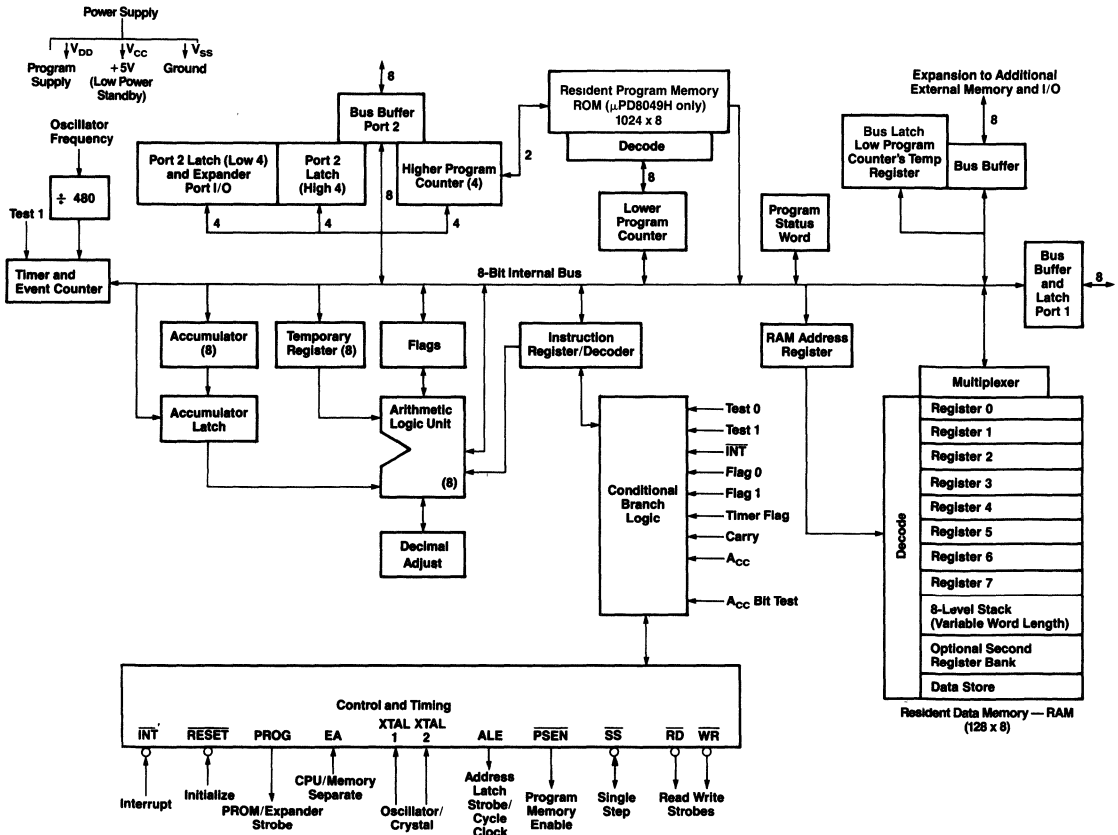 Power Supply
VDD
VCC
VSS
Program
Supply
+5V
(Low Power
Standby)
Ground
Oscillator
Frequency
÷ 480
Test 1
Timer and
Event Counter
8
Bus Buffer
Port 2
Port 2 Latch (Low 4)
and Expander
Port I/O
Port 2
Latch
(High 4)
Higher Program
Counter (4)
4
4
8
4
2
Resident Program Memory
ROM (μPD8049H only)
1024 x 8
Decode
8
Lower
Program
Counter
Program
Status
Word
Expansion to Additional
External Memory and I/O
8
Bus Latch
Low Program
Counter's Temp
Register
Bus Buffer
Bus
Buffer
and
Latch
Port 1
8
8-Bit Internal Bus
Accumulator
(8)
Temporary
Register (8)
Flags
Instruction
Register/Decoder
RAM Address
Register
Accumulator
Latch
Arithmetic
Logic Unit
(8)
Decimal
Adjust
Conditional
Branch
Logic
Test 0
Test 1
INT
Flag 0
Flag 1
Timer Flag
Carry
ACC
ACC Bit Test
Multiplexer
Decode
Register 0
Register 1
Register 2
Register 3
Register 4
Register 5
Register 6
Register 7
8-Level Stack
(Variable Word Length)
Optional Second
Register Bank
Data Store
Resident Data Memory — RAM
(128 x 8)
Control and Timing
INT
RESET
PROG
EA
XTAL
1
XTAL
2
ALE
PSEN
SS
RD
WR
Interrupt
Initialize
PROM/Expander
Strobe
CPU/Memory
Separate
Oscillator/
Crystal
Address
Latch
Strobe/
Cycle
Clock
Program
Memory
Enable
Single
Step
Read Write
Strobes